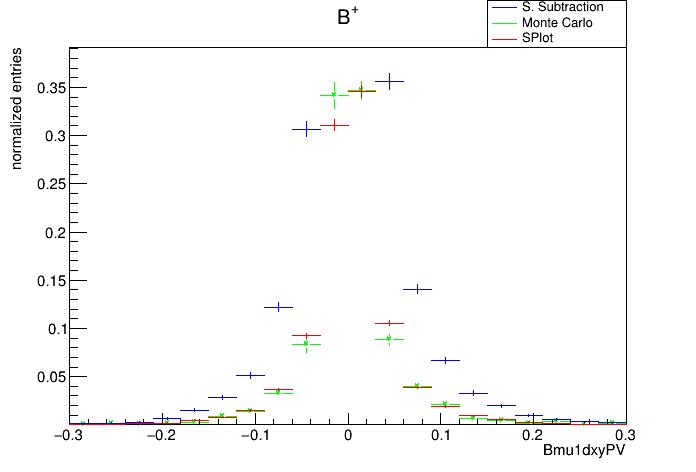 B+
S. Subtraction
Monte Carlo
SPlot
normalized entries
0.35
0.3
0.25
0.2
0.15
0.1
0.05
−0.3 −0.2 −0.1 0 0.1 0.2 0.3
Bmu1dxyPV